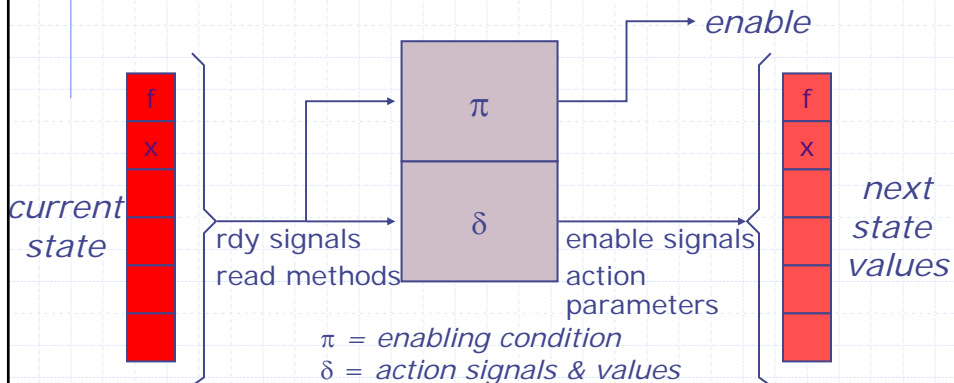 enable
f
x
current
state
rdy signals
read methods
π
δ
enable signals
action
parameters
f
x
next
state
values
π = enabling condition
δ = action signals & values